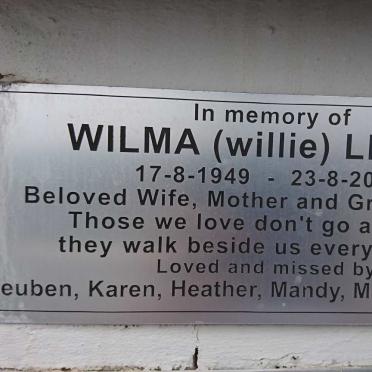 In memory of
WILMA (willie)
17-8-1949 - 23-8-20
Beloved Wife, Mother and
Those we love don't go
they walk beside us
Loved and missed by
Karen, Heather, Mandy,